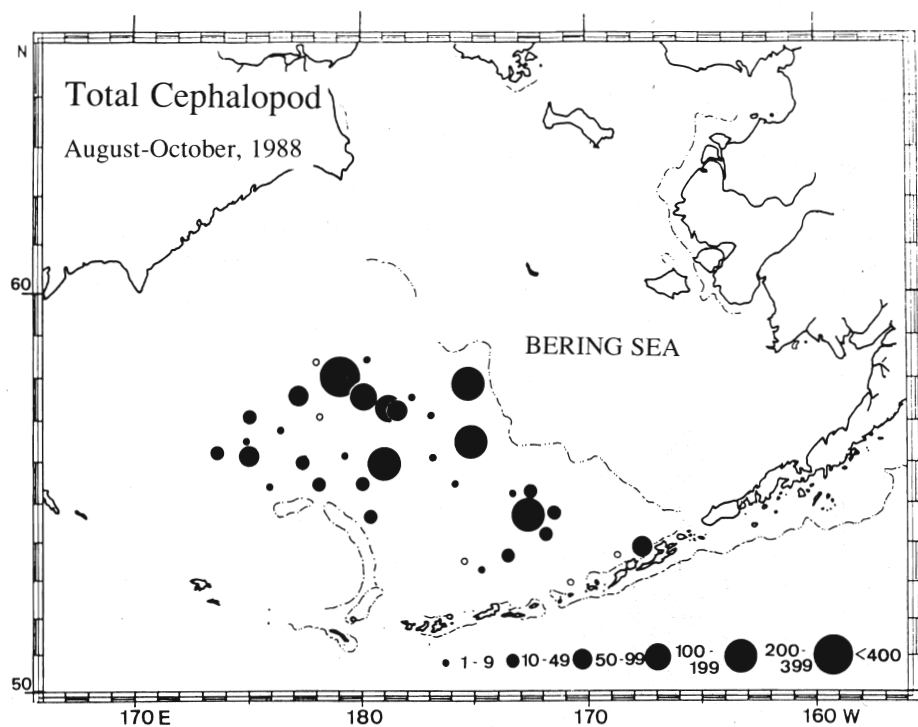 N
Total Cephalopod
August-October, 1988
60
BERING SEA
1-9 10-49 50-99 100-199 200-399 <400
50
170 E 180 170 160 W